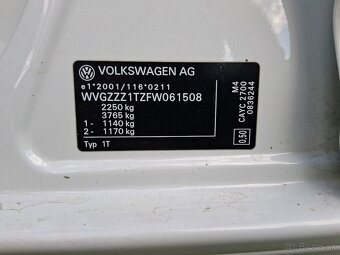 VOLKSWAGEN AG
e1*2001/116*0211
WVGZZZ1TZFW061508
2250 kg
3765 kg
1- 1140 kg
2- 1170 kg
Typ 1T
M4
CAYC 2700
0836244
0,50